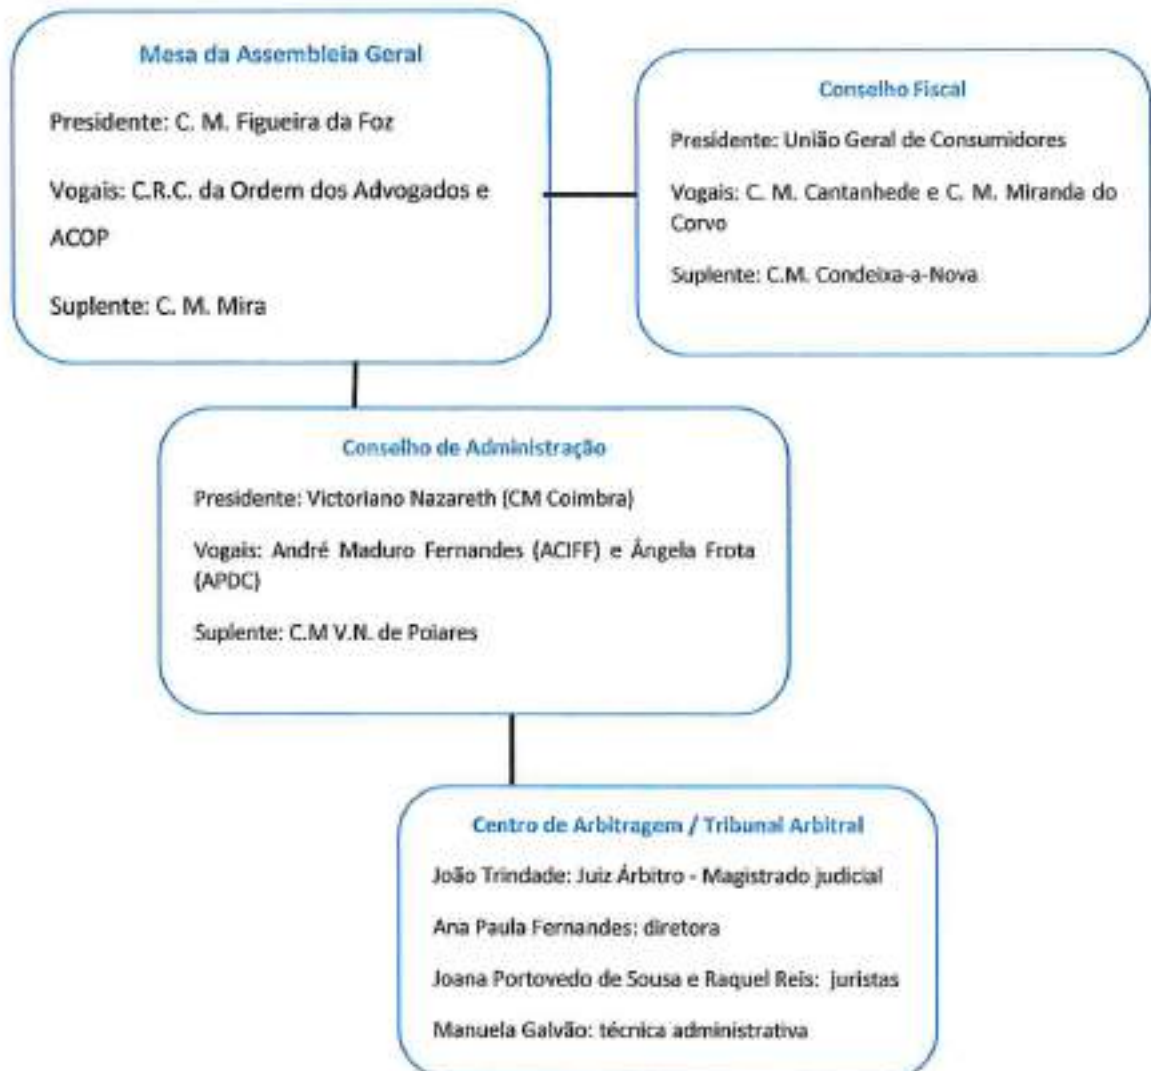 Mesa da Assembleia Geral
Presidente: C. M. Figueira da Foz
Vogais: C.R.C. da Ordem dos Advogados e
ACOP
Suplente: C. M. Mira
Conselho Fiscal
Presidente: União Geral de Consumidores
Vogais: C. M. Cantanhede e C. M. Miranda do
Corvo
Suplente: C.M. Condeixa-a-Nova
Conselho de Administração
Presidente: Victoriano Nazareth (CM Coimbra)
Vogais: André Maduro Fernandes (ACIFF) e Ângela Frota
(APDC)
Suplente: C.M V.N. de Poiares
Centro de Arbitragem / Tribunal Arbitral
João Trindade: Juiz Árbitro - Magistrado judicial
Ana Paula Fernandes: diretora
Joana Portovedo de Sousa e Raquel Reis: juristas
Manuela Galvão: técnica administrativa